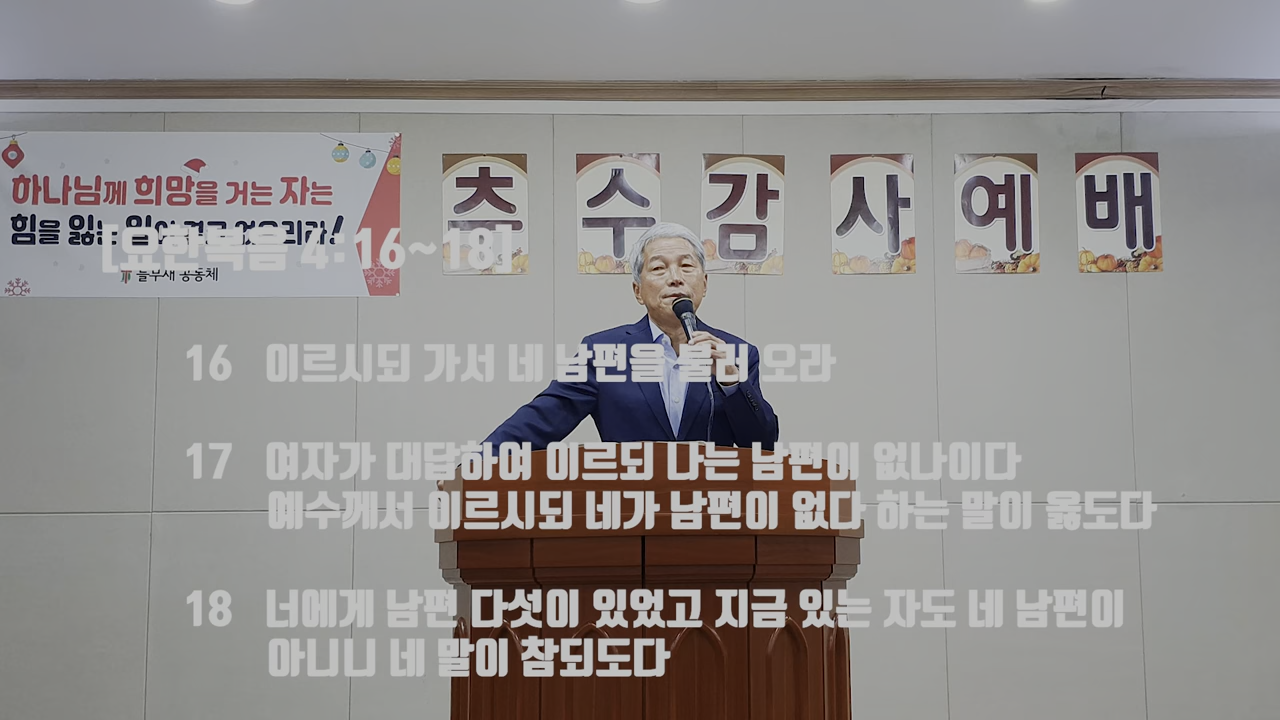 하나님께 희망을 거는 자는
힘을 잃는 일이 결코 없으리라!
늘푸새 공동체
추수감사예배
[요한복음 4:16~18]
16 이르시되 가서 네 남편을 불러 오라
17 여자가 대답하여 이르되 나는 남편이 없나이다
예수께서 이르시되 네가 남편이 없다 하는 말이 옳도다
18 너에게 남편 다섯이 있었고 지금 있는 자도 네 남편이
아니니 네 말이 참되도다